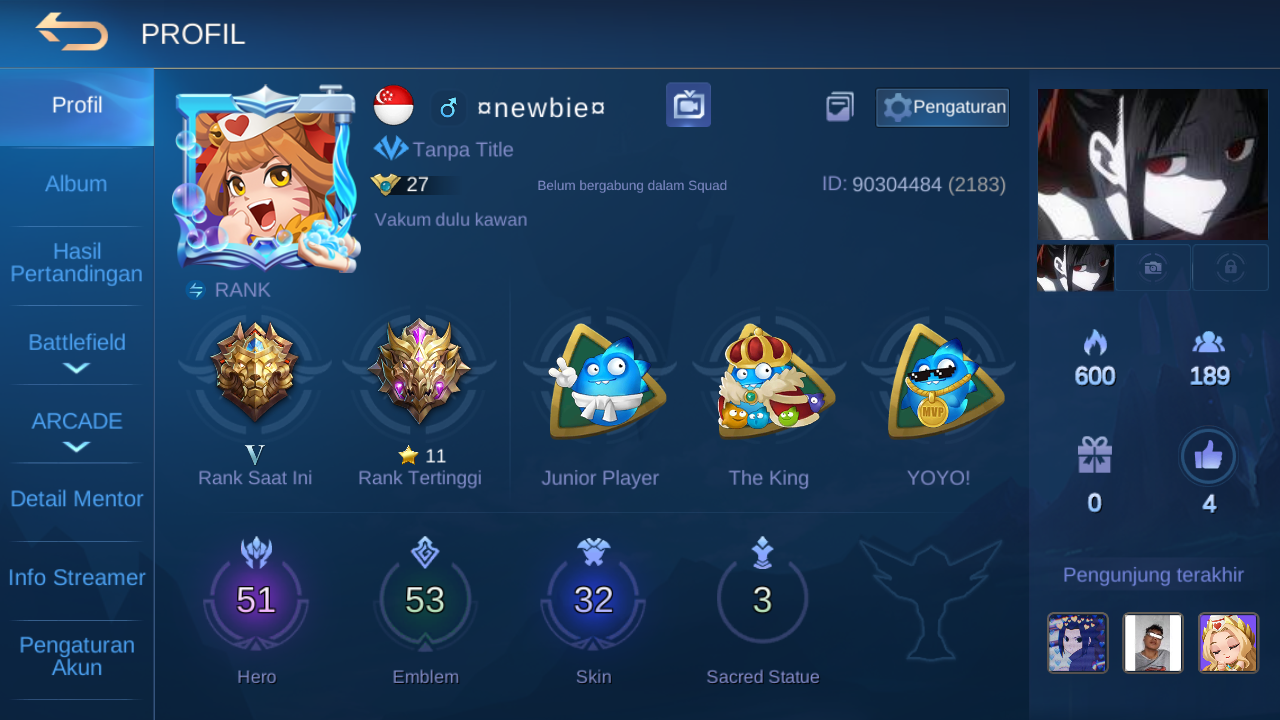 PROFIL
Profil
Album
Hasil
Pertandingan
Battlefield
ARCADE
Detail Mentor
Info Streamer
Pengaturan
Akun
¤newbie¤
Pengaturan
Tanpa Title
27
Belum bergabung dalam Squad
ID: 90304484 (2183)
Vakum dulu kawan
RANK
MVP
V
11
Rank Saat Ini
Rank Tertinggi
Junior Player
The King
YOYO!
51
53
32
3
Hero
Emblem
Skin
Sacred Statue
600
189
0
4
Pengunjung terakhir